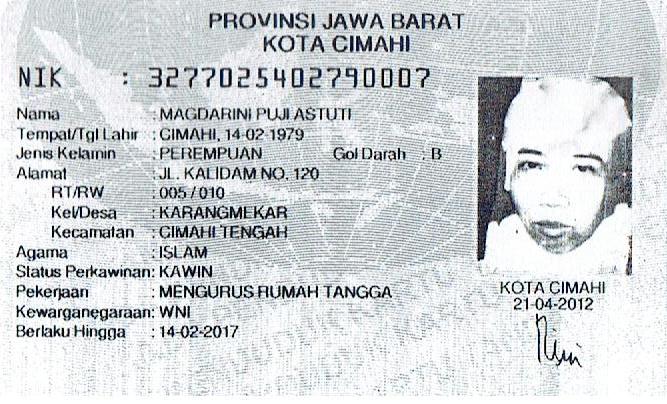 PROVINSI JAWA BARAT
KOTA CIMAHI
NIK : 3277025402790007
Nama : MAGDARINI PUJI ASTUTI
Tempat/Tgl Lahir : CIMAHI, 14-02-1979
Jenis Kelamin : PEREMPUAN Gol Darah : B
Alamat : JL. KALIDAM NO. 120
RT/RW : 005 / 010
Kel/Desa : KARANGMEKAR
Kecamatan : CIMAHI TENGAH
Agama : ISLAM
Status Perkawinan: KAWIN
Pekerjaan : MENGURUS RUMAH TANGGA
Kewarganegaraan: WNI
Berlaku Hingga : 14-02-2017
KOTA CIMAHI
21-04-2012